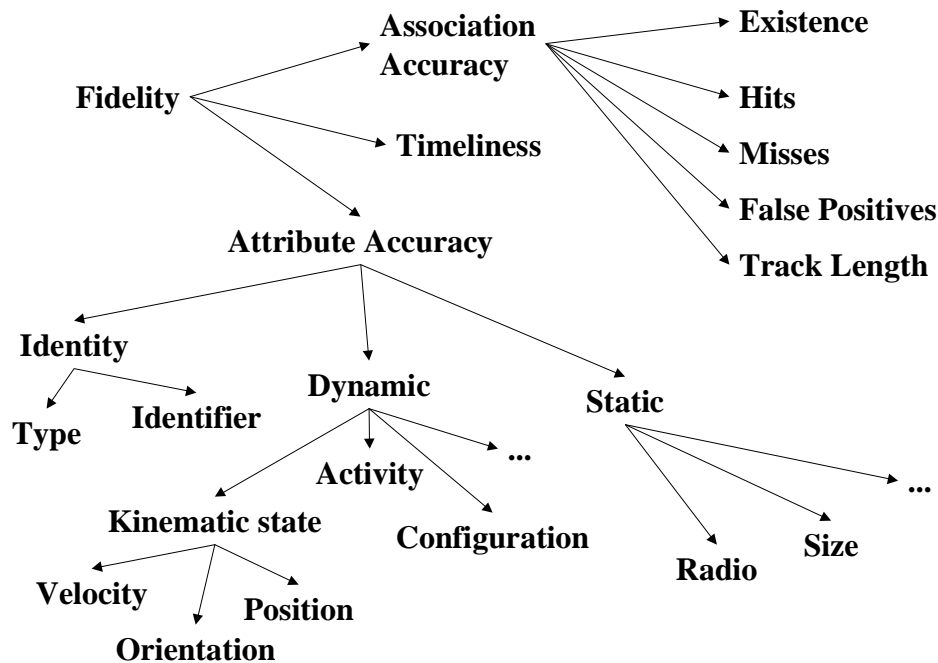 Association
Accuracy
Existence
Fidelity
Hits
Timeliness
Misses
False Positives
Attribute Accuracy
Track Length
Identity
Dynamic
Static
Type
Identifier
Activity
...
...
Kinematic state
Configuration
Radio
Size
Velocity
Position
Orientation